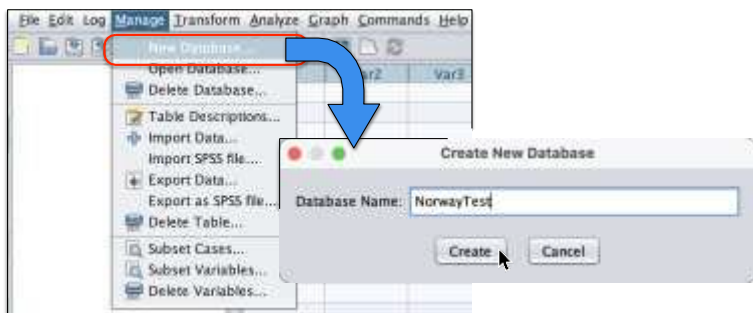 File Edit Log Manage Transform Analyze Graph Commands Help
New Database...
Open Database...
Delete Database...
Table Descriptions...
Import Data...
Import SPSS file....
Export Data...
Export as SPSS file...
Delete Table...
Subset Cases...
Subset Variables...
Delete Variables...
Var3
Create New Database
Database Name: NorwayTest
Create Cancel